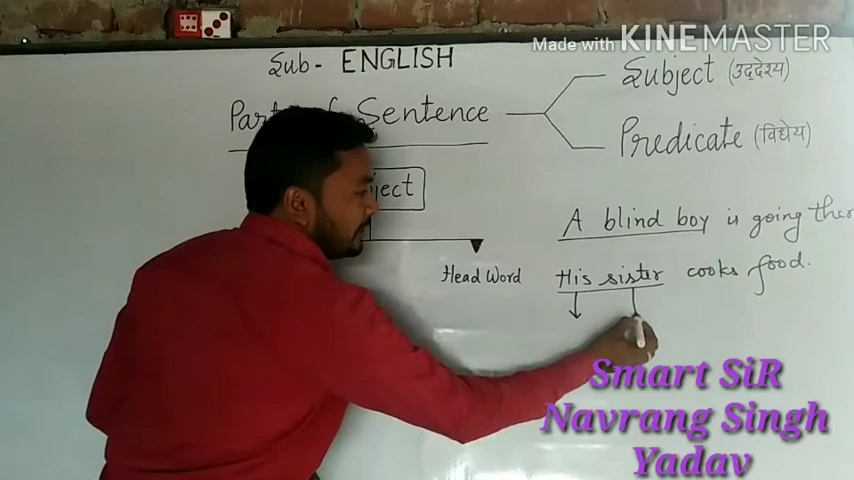 Made with KINEMASTER
Sub - ENGLISH
Subject (उद्देश्य)
Sentence
Predicate (विधेय)
A blind boy is going
Head Word
His sister cooks food.
Smart SiR
Navrang Singh
Yadav